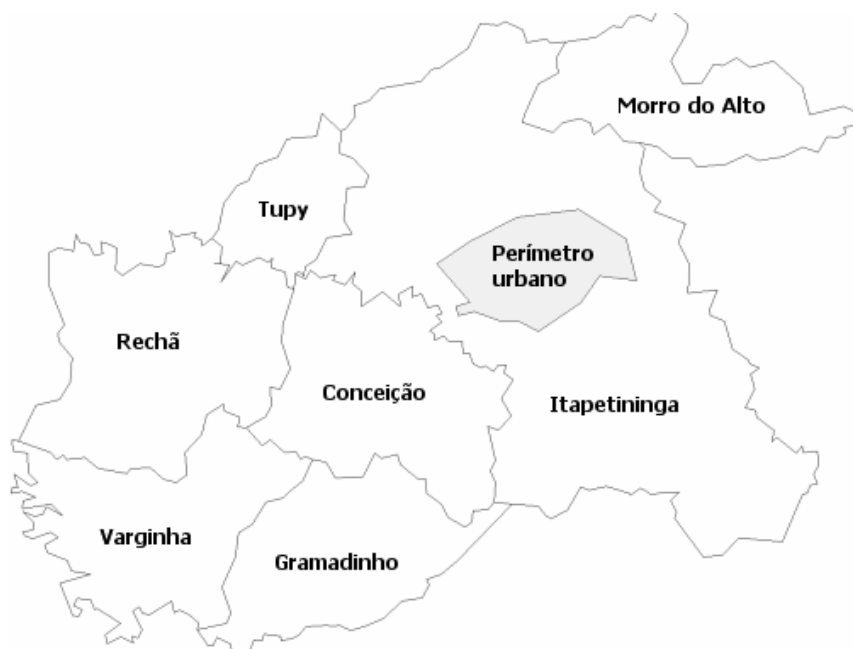 Morro do Alto
Tupy
Perímetro
urbano
Rechã
Conceição
Itapetininga
Varginha
Gramadinho